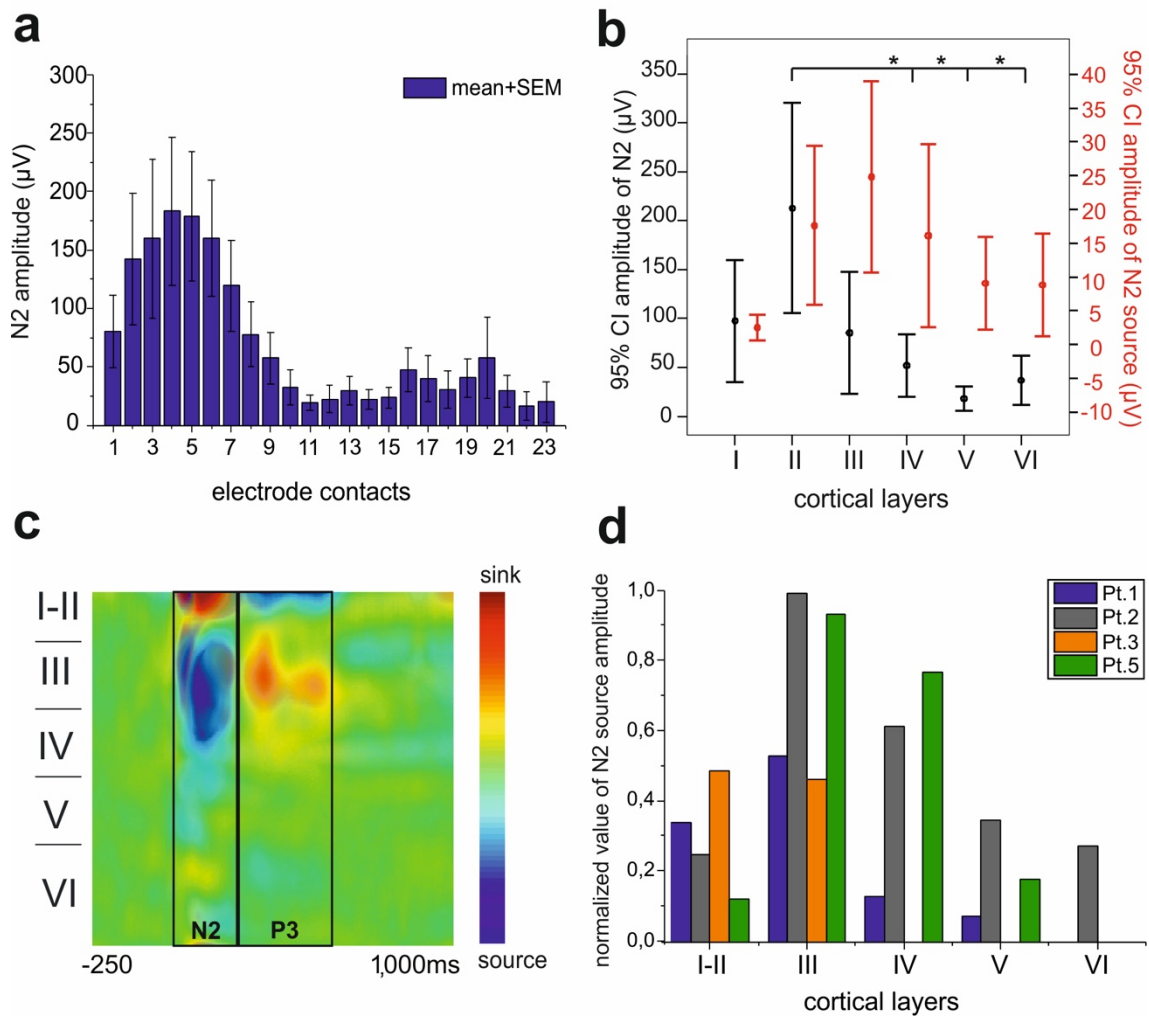 a
N2 amplitude (µV)
300
250
200
150
100
50
0
mean+SEM
1 3 5 7 9 11 13 15 17 19 21 23
electrode contacts
b
95% CI amplitude of N2 (µV)
350
300
250
200
150
100
50
0
* * *
40
35
30
25
20
15
10
5
0
-5
-10
95% CI amplitude of N2 source (µV)
I II III IV V VI
cortical layers
c
I-II
III
IV
V
VI
N2 P3
-250 1,000ms
sink
source
d
normalized value of N2 source amplitude
1,0
0,8
0,6
0,4
0,2
0,0
Pt.1
Pt.2
Pt.3
Pt.5
I-II III IV V VI
cortical layers